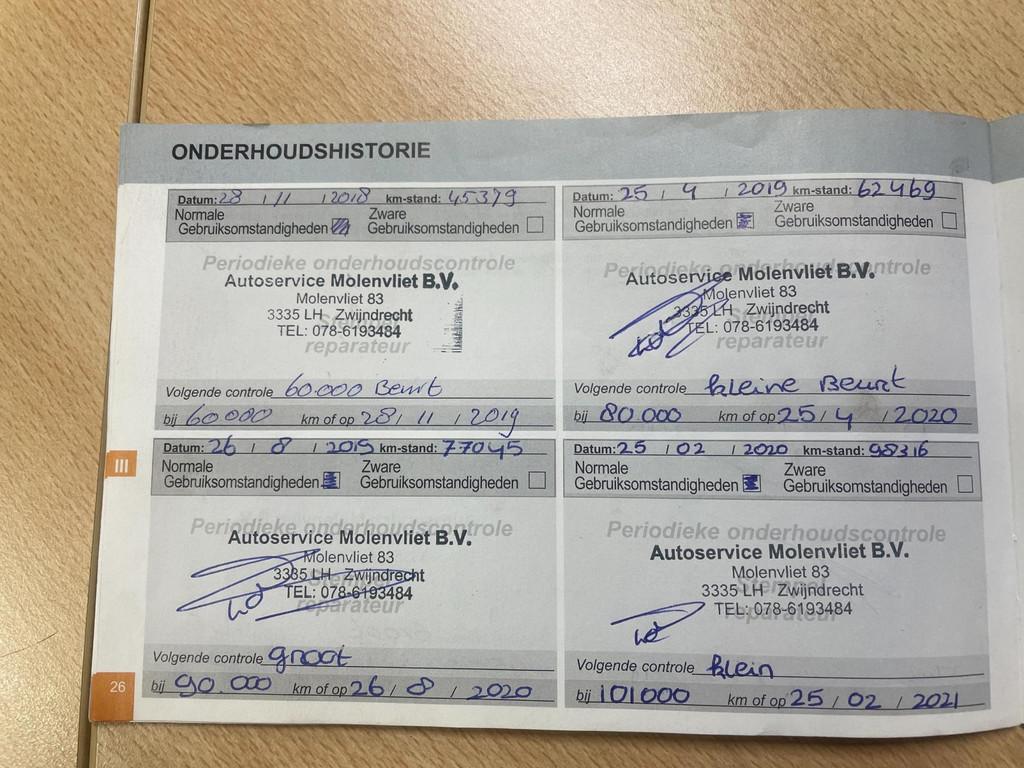 ONDERHOUDSHISTORIE
Datum: 28 / 11 / 2018 km-stand: 45379
Normale Zware
Gebruiksomstandigheden Gebruiksomstandigheden
Periodieke onderhoudscontrole
Autoservice Molenvliet B.V.
Molenvliet 83
3335 LH Zwijndrecht
TEL: 078-6193484
Stempel
reparateur
Volgende controle 60.000 Beurt
bij 60000 km of op 28 / 11 / 2019
Datum: 25 / 4 / 2019 km-stand: 62469
Normale Zware
Gebruiksomstandigheden Gebruiksomstandigheden
Periodieke onderhoudscontrole
Autoservice Molenvliet B.V.
Molenvliet 83
3335 LH Zwijndrecht
TEL: 078-6193484
Stempel
reparateur
Volgende controle kleine Beurt
bij 80.000 km of op 25 / 4 / 2020
III
Datum: 26 / 8 / 2019 km-stand: 77045
Normale Zware
Gebruiksomstandigheden Gebruiksomstandigheden
Periodieke onderhoudscontrole
Autoservice Molenvliet B.V.
Molenvliet 83
3335 LH Zwijndrecht
TEL: 078-6193484
Stempel
reparateur
Volgende controle groot
bij 90.000 km of op 26 / 8 / 2020
Datum: 25 / 02 / 2020 km-stand: 98316
Normale Zware
Gebruiksomstandigheden Gebruiksomstandigheden
Periodieke onderhoudscontrole
Autoservice Molenvliet B.V.
Molenvliet 83
3335 LH Zwijndrecht
TEL: 078-6193484
Stempel
reparateur
Volgende controle klein
bij 101000 km of op 25 / 02 / 2021
26